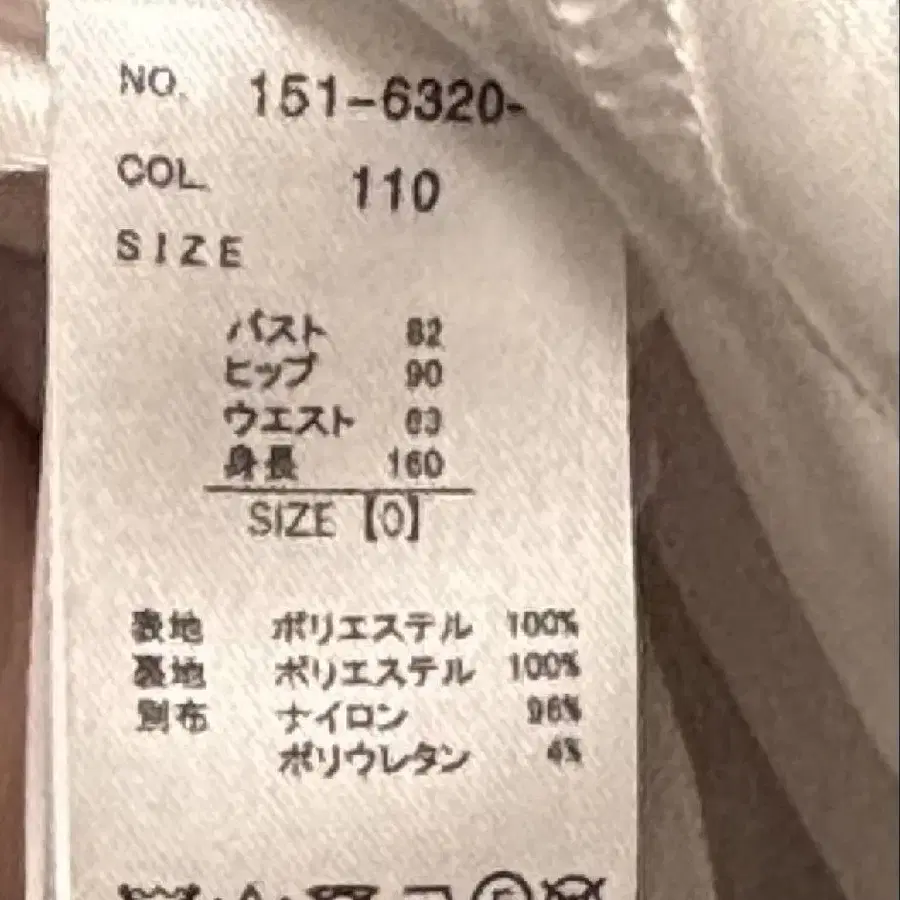 NO. 151-6320-
COL. 110
SIZE
バスト 82
ヒップ 90
ウエスト 63
身長 160
SIZE【0】
表地 ポリエステル 100%
裏地 ポリエステル 100%
別布 ナイロン 96%
ポリウレタン 4%